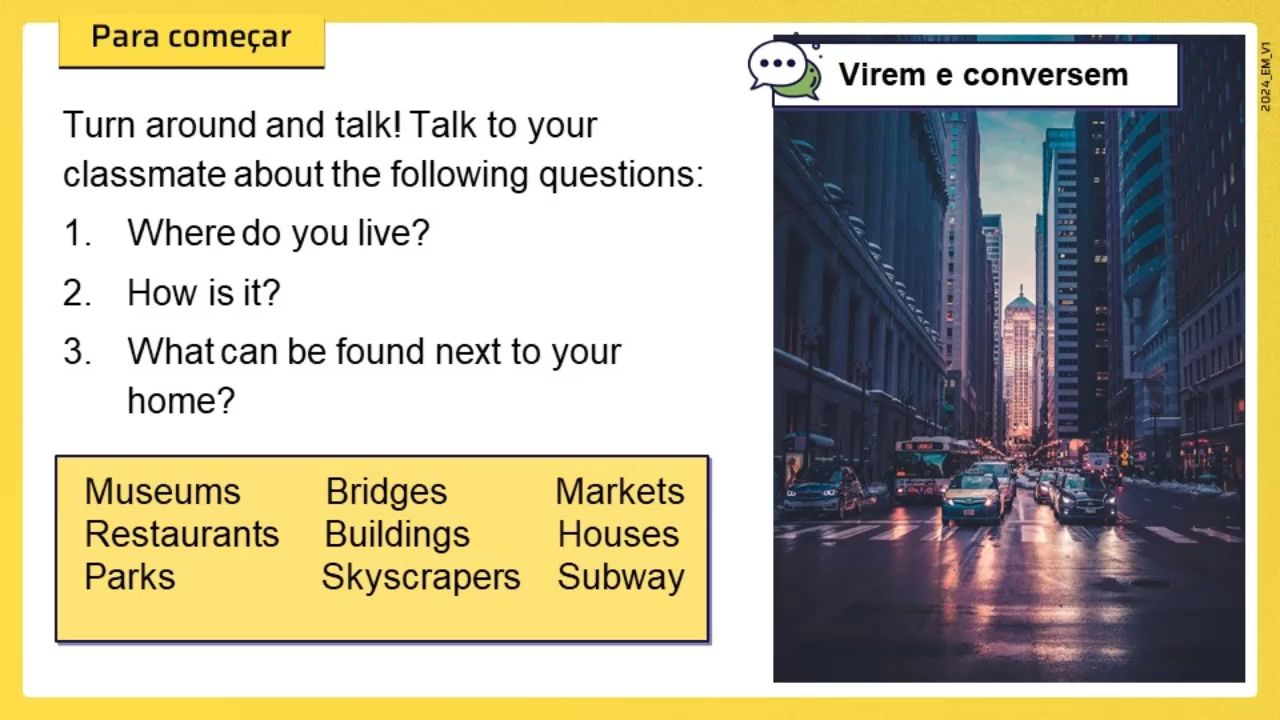 Para começar
Virem e conversem
2024_EM_V1
Turn around and talk! Talk to your
classmate about the following questions:
1. Where do you live?
2. How is it?
3. What can be found next to your
home?
Museums Bridges Markets
Restaurants Buildings Houses
Parks Skyscrapers Subway